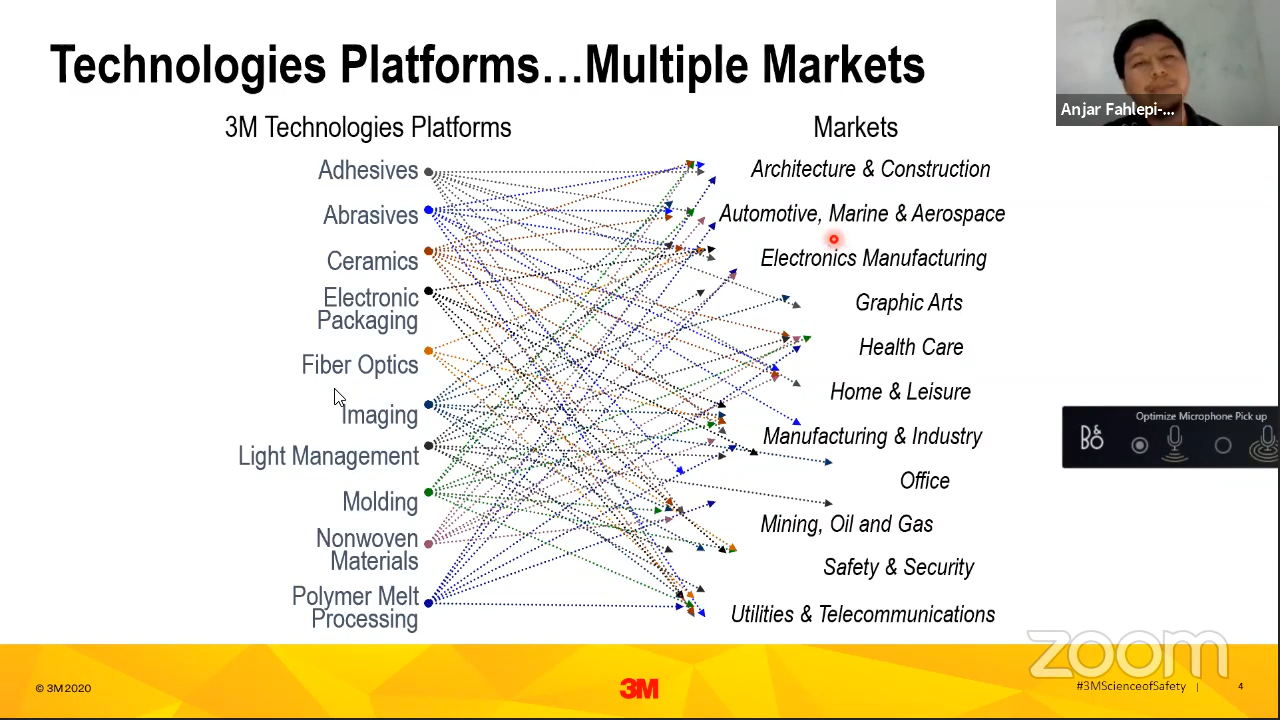 Technologies Platforms…Multiple Markets
Anjar Fahlepi-...
3M Technologies Platforms
Markets
Adhesives
Abrasives
Ceramics
Electronic
Packaging
Fiber Optics
Imaging
Light Management
Molding
Nonwoven
Materials
Polymer Melt
Processing
Architecture & Construction
Automotive, Marine & Aerospace
Electronics Manufacturing
Graphic Arts
Health Care
Home & Leisure
Manufacturing & Industry
Office
Mining, Oil and Gas
Safety & Security
Utilities & Telecommunications
Optimize Microphone Pick up
B&O
zoom
© 3M 2020
3M
#3MScienceofSafety |
4